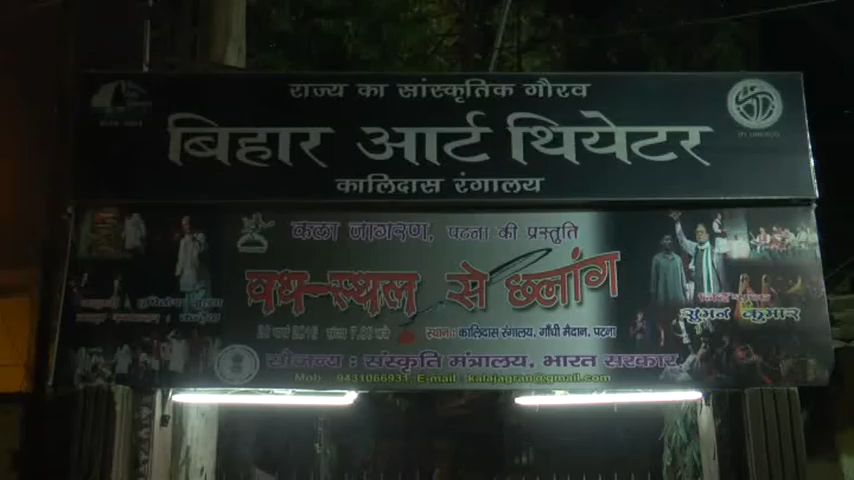 राज्य का सांस्कृतिक गौरव
बिहार आर्ट थियेटर
कालिदास रंगालय
कला जागरण, पटना की प्रस्तुति
वध-स्थल से छ्लांग
स्थान: कालिदास रंगालय, गाँधी मैदान, पटना
सुमन कुमार
सौजन्य : संस्कृति मंत्रालय, भारत सरकार
Mob.: 9431066931, E-mail : kalajagran@gmail.com